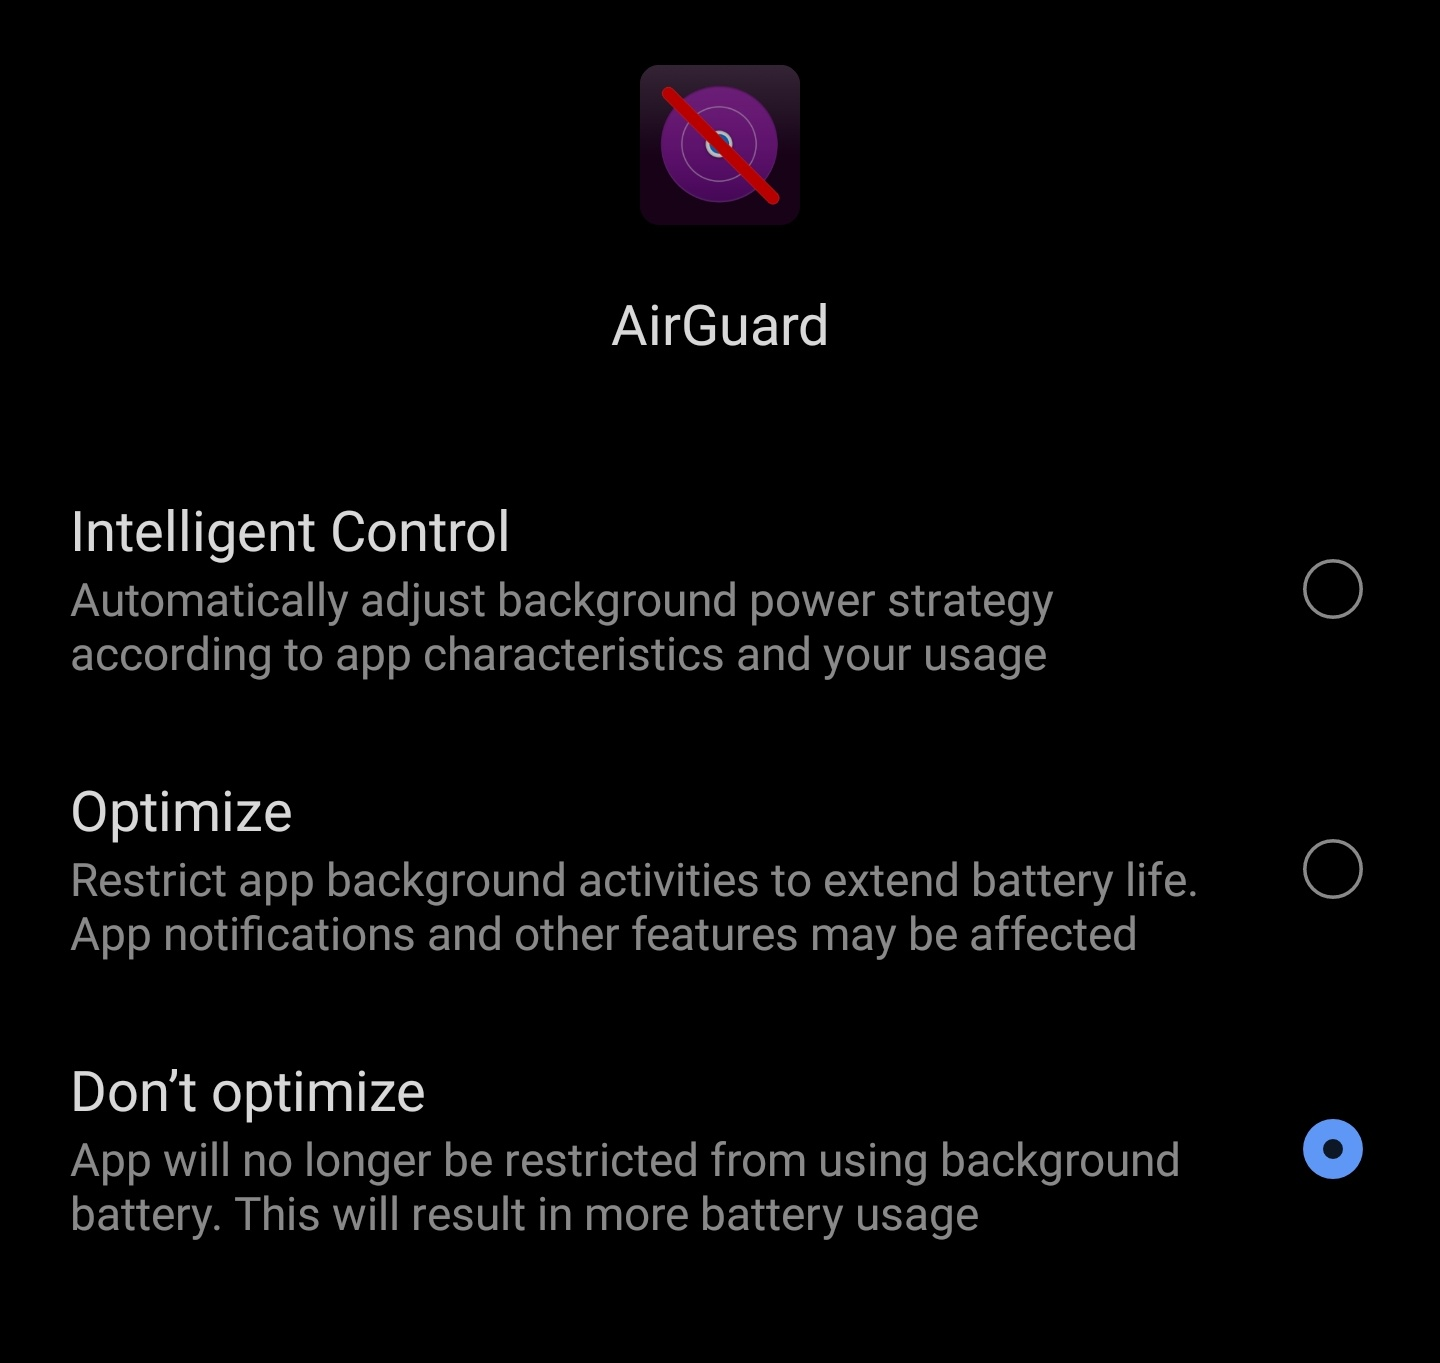 AirGuard
Intelligent Control
Automatically adjust background power strategy
according to app characteristics and your usage
Optimize
Restrict app background activities to extend battery life.
App notifications and other features may be affected
Don’t optimize
App will no longer be restricted from using background
battery. This will result in more battery usage